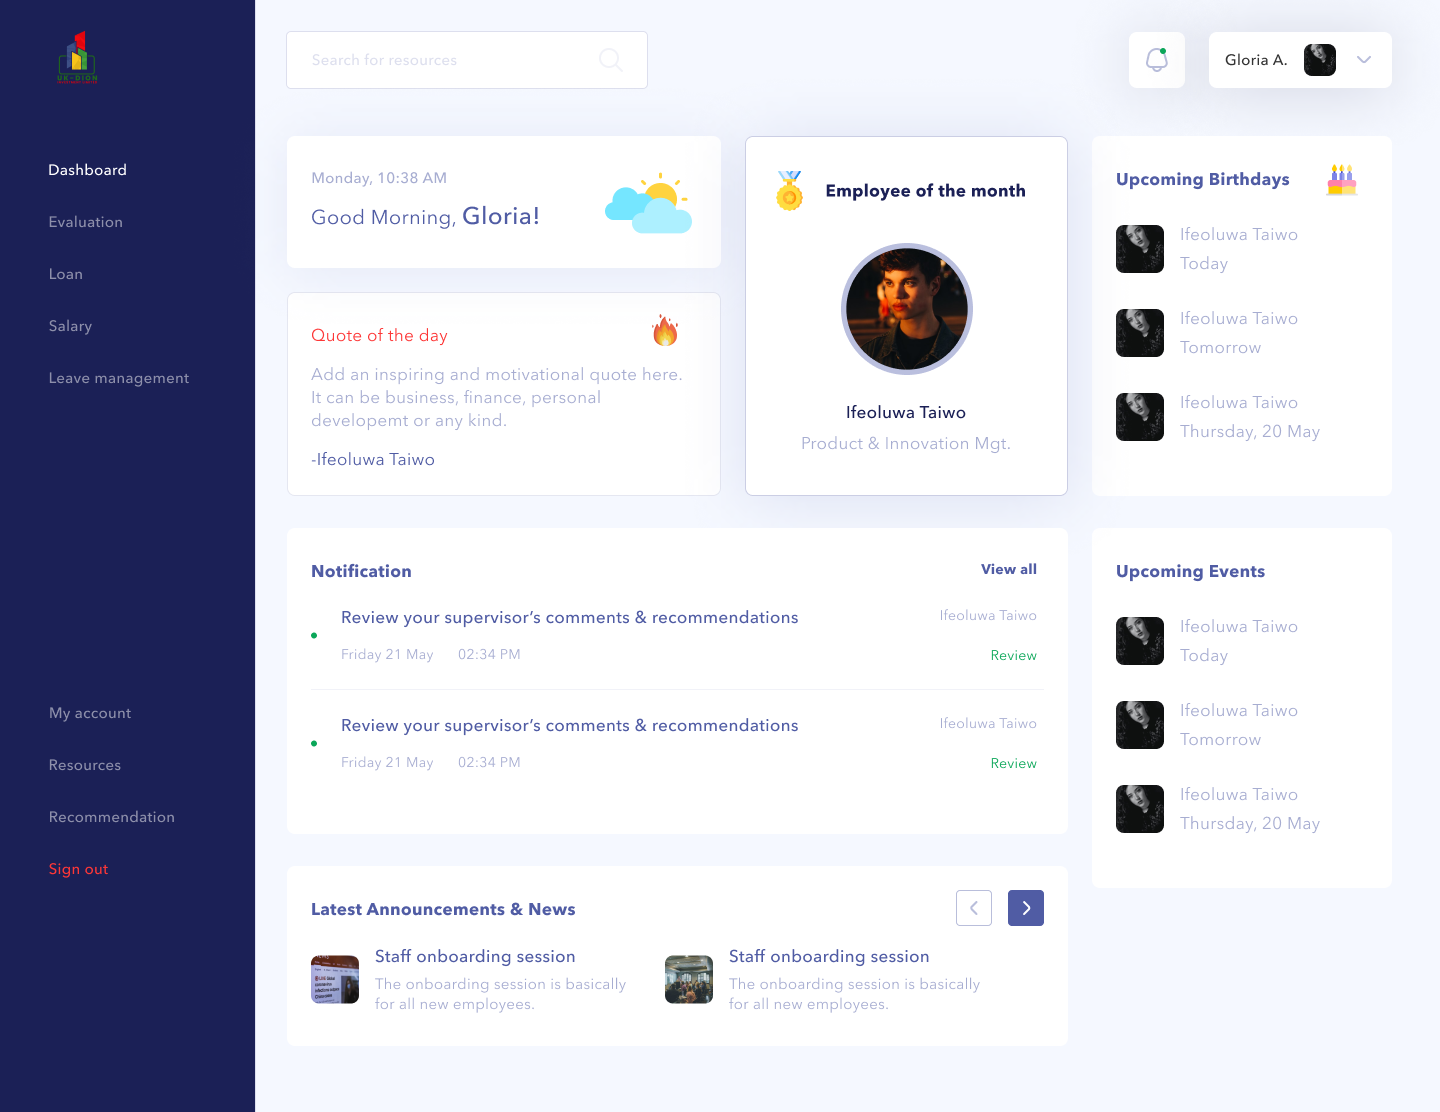 UK-DION
Dashboard
Evaluation
Loan
Salary
Leave management
My account
Resources
Recommendation
Sign out
Search for resources
Gloria A.
Monday, 10:38 AM
Good Morning, Gloria!
Quote of the day
Add an inspiring and motivational quote here.
It can be business, finance, personal
developemt or any kind.
-Ifeoluwa Taiwo
Employee of the month
Ifeoluwa Taiwo
Product & Innovation Mgt.
Upcoming Birthdays
Ifeoluwa Taiwo
Today
Ifeoluwa Taiwo
Tomorrow
Ifeoluwa Taiwo
Thursday, 20 May
Notification
View all
Review your supervisor’s comments & recommendations
Ifeoluwa Taiwo
Friday 21 May 02:34 PM
Review
Review your supervisor’s comments & recommendations
Ifeoluwa Taiwo
Friday 21 May 02:34 PM
Review
Upcoming Events
Ifeoluwa Taiwo
Today
Ifeoluwa Taiwo
Tomorrow
Ifeoluwa Taiwo
Thursday, 20 May
Latest Announcements & News
Staff onboarding session
The onboarding session is basically
for all new employees.
Staff onboarding session
The onboarding session is basically
for all new employees.